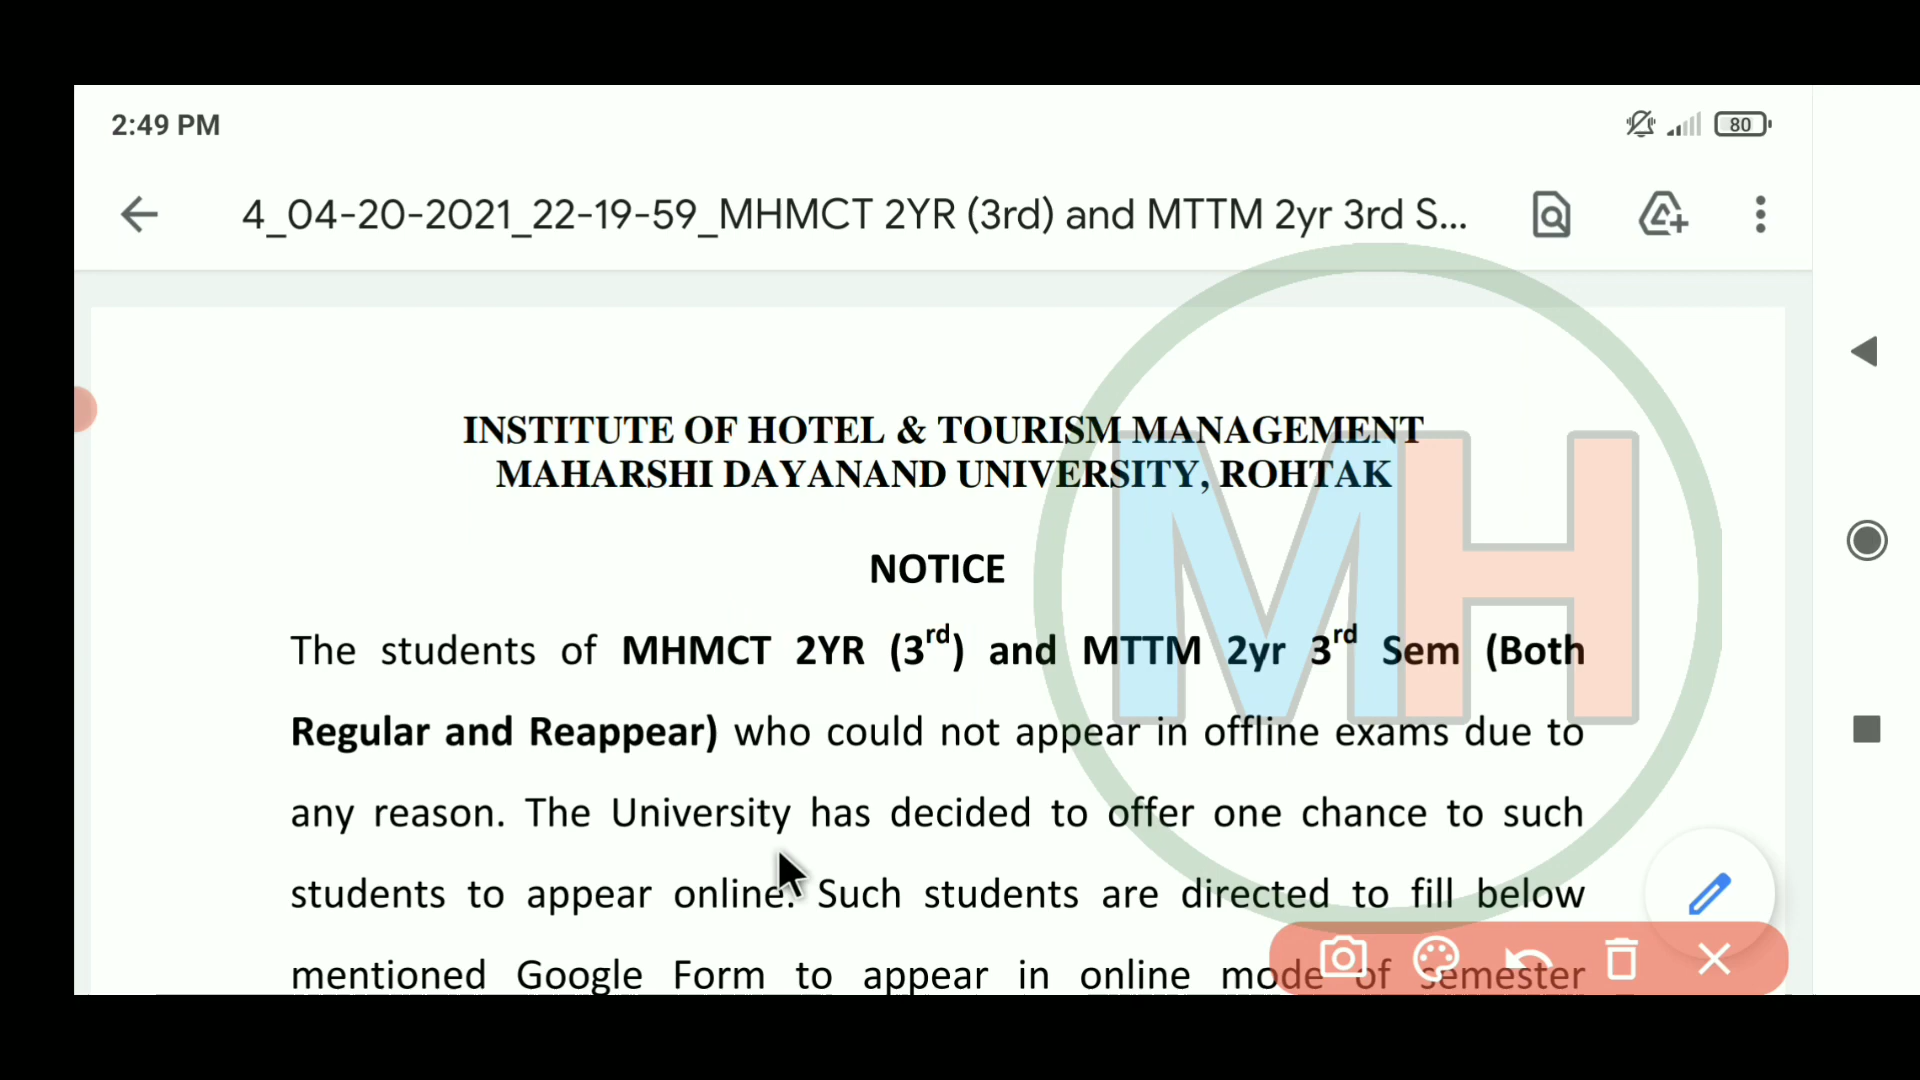 2:49 PM
80
4_04-20-2021_22-19-59_MHMCT 2YR (3rd) and MTTM 2yr 3rd S...
INSTITUTE OF HOTEL & TOURISM MANAGEMENT
MAHARSHI DAYANAND UNIVERSITY, ROHTAK
NOTICE
MH
The students of MHMCT 2YR (3rd) and MTTM 2yr 3rd Sem (Both
Regular and Reappear) who could not appear in offline exams due to
any reason. The University has decided to offer one chance to such
students to appear online. Such students are directed to fill below
mentioned Google Form to appear in online mode of semester